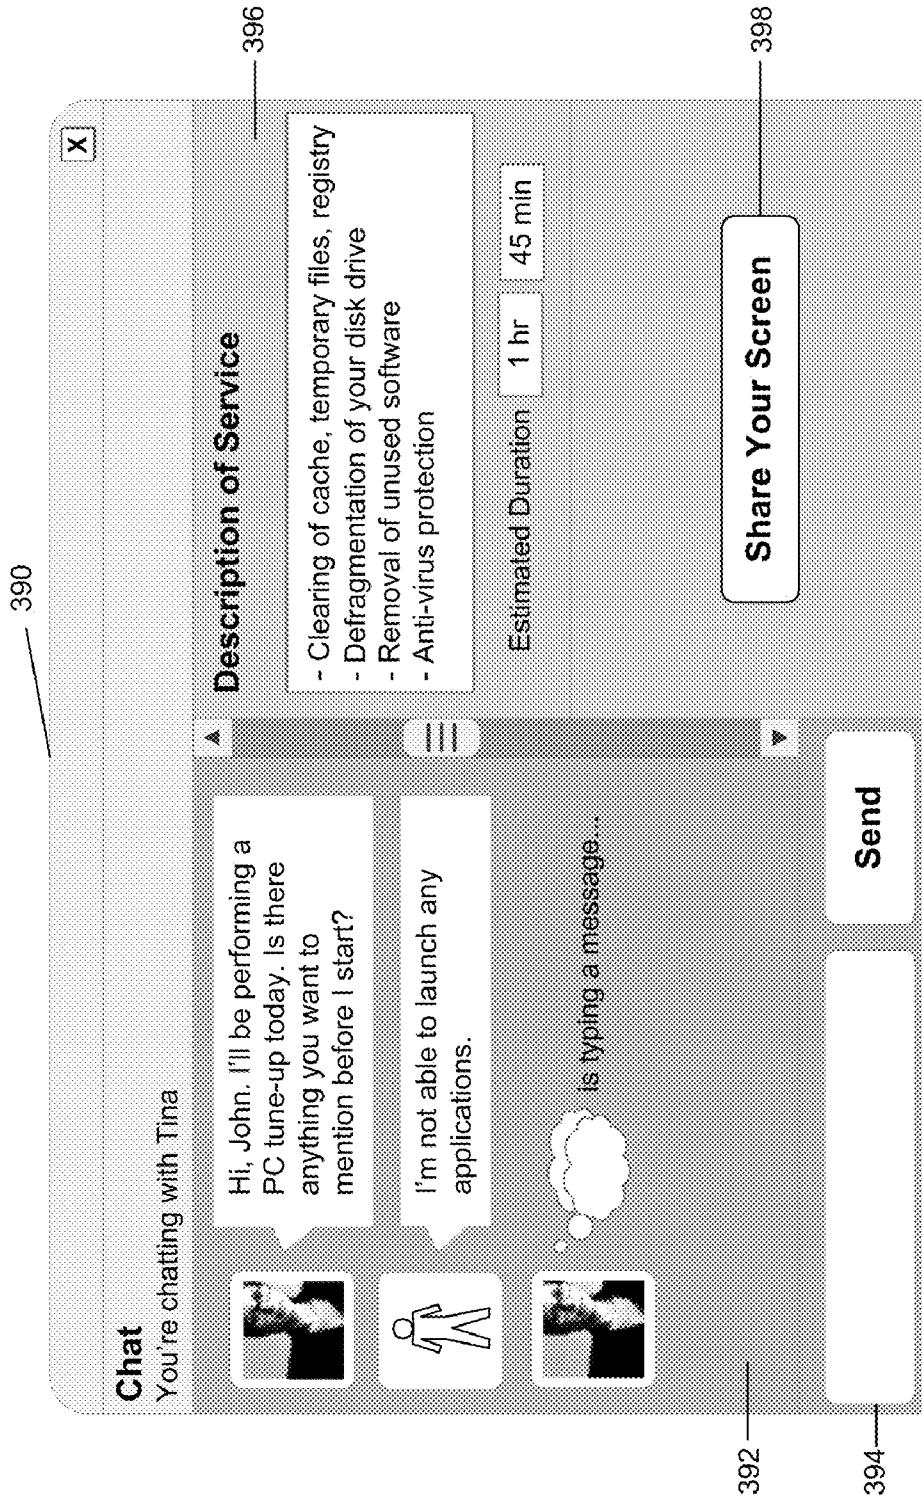 390
X
Chat
You're chatting with Tina
Hi, John. I'll be performing a
PC tune-up today. Is there
anything you want to
mention before I start?
I'm not able to launch any
applications.
is typing a message...
392
394
Send
Description of Service
396
- Clearing of cache, temporary files, registry
- Defragmentation of your disk drive
- Removal of unused software
- Anti-virus protection
Estimated Duration 1 hr 45 min
Share Your Screen
398